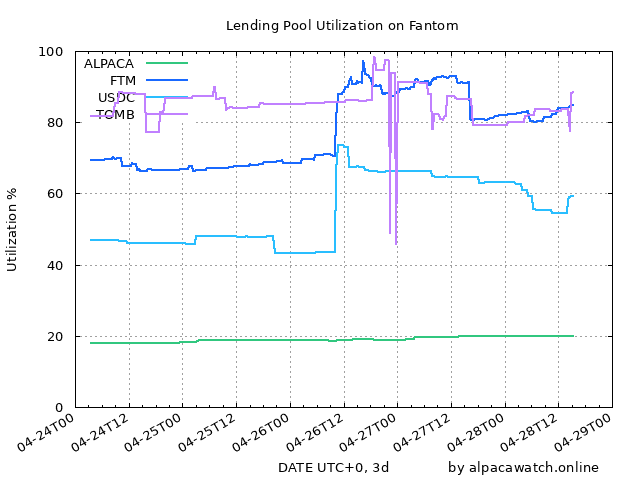 Lending Pool Utilization on Fantom
100
80
60
40
20
0
Utilization %
ALPACA
FTM
USDC
TOMB
04-24T00
04-24T12
04-25T00
04-25T12
04-26T00
04-26T12
04-27T00
04-27T12
04-28T00
04-28T12
04-29T00
DATE UTC+0, 3d
by alpacawatch.online